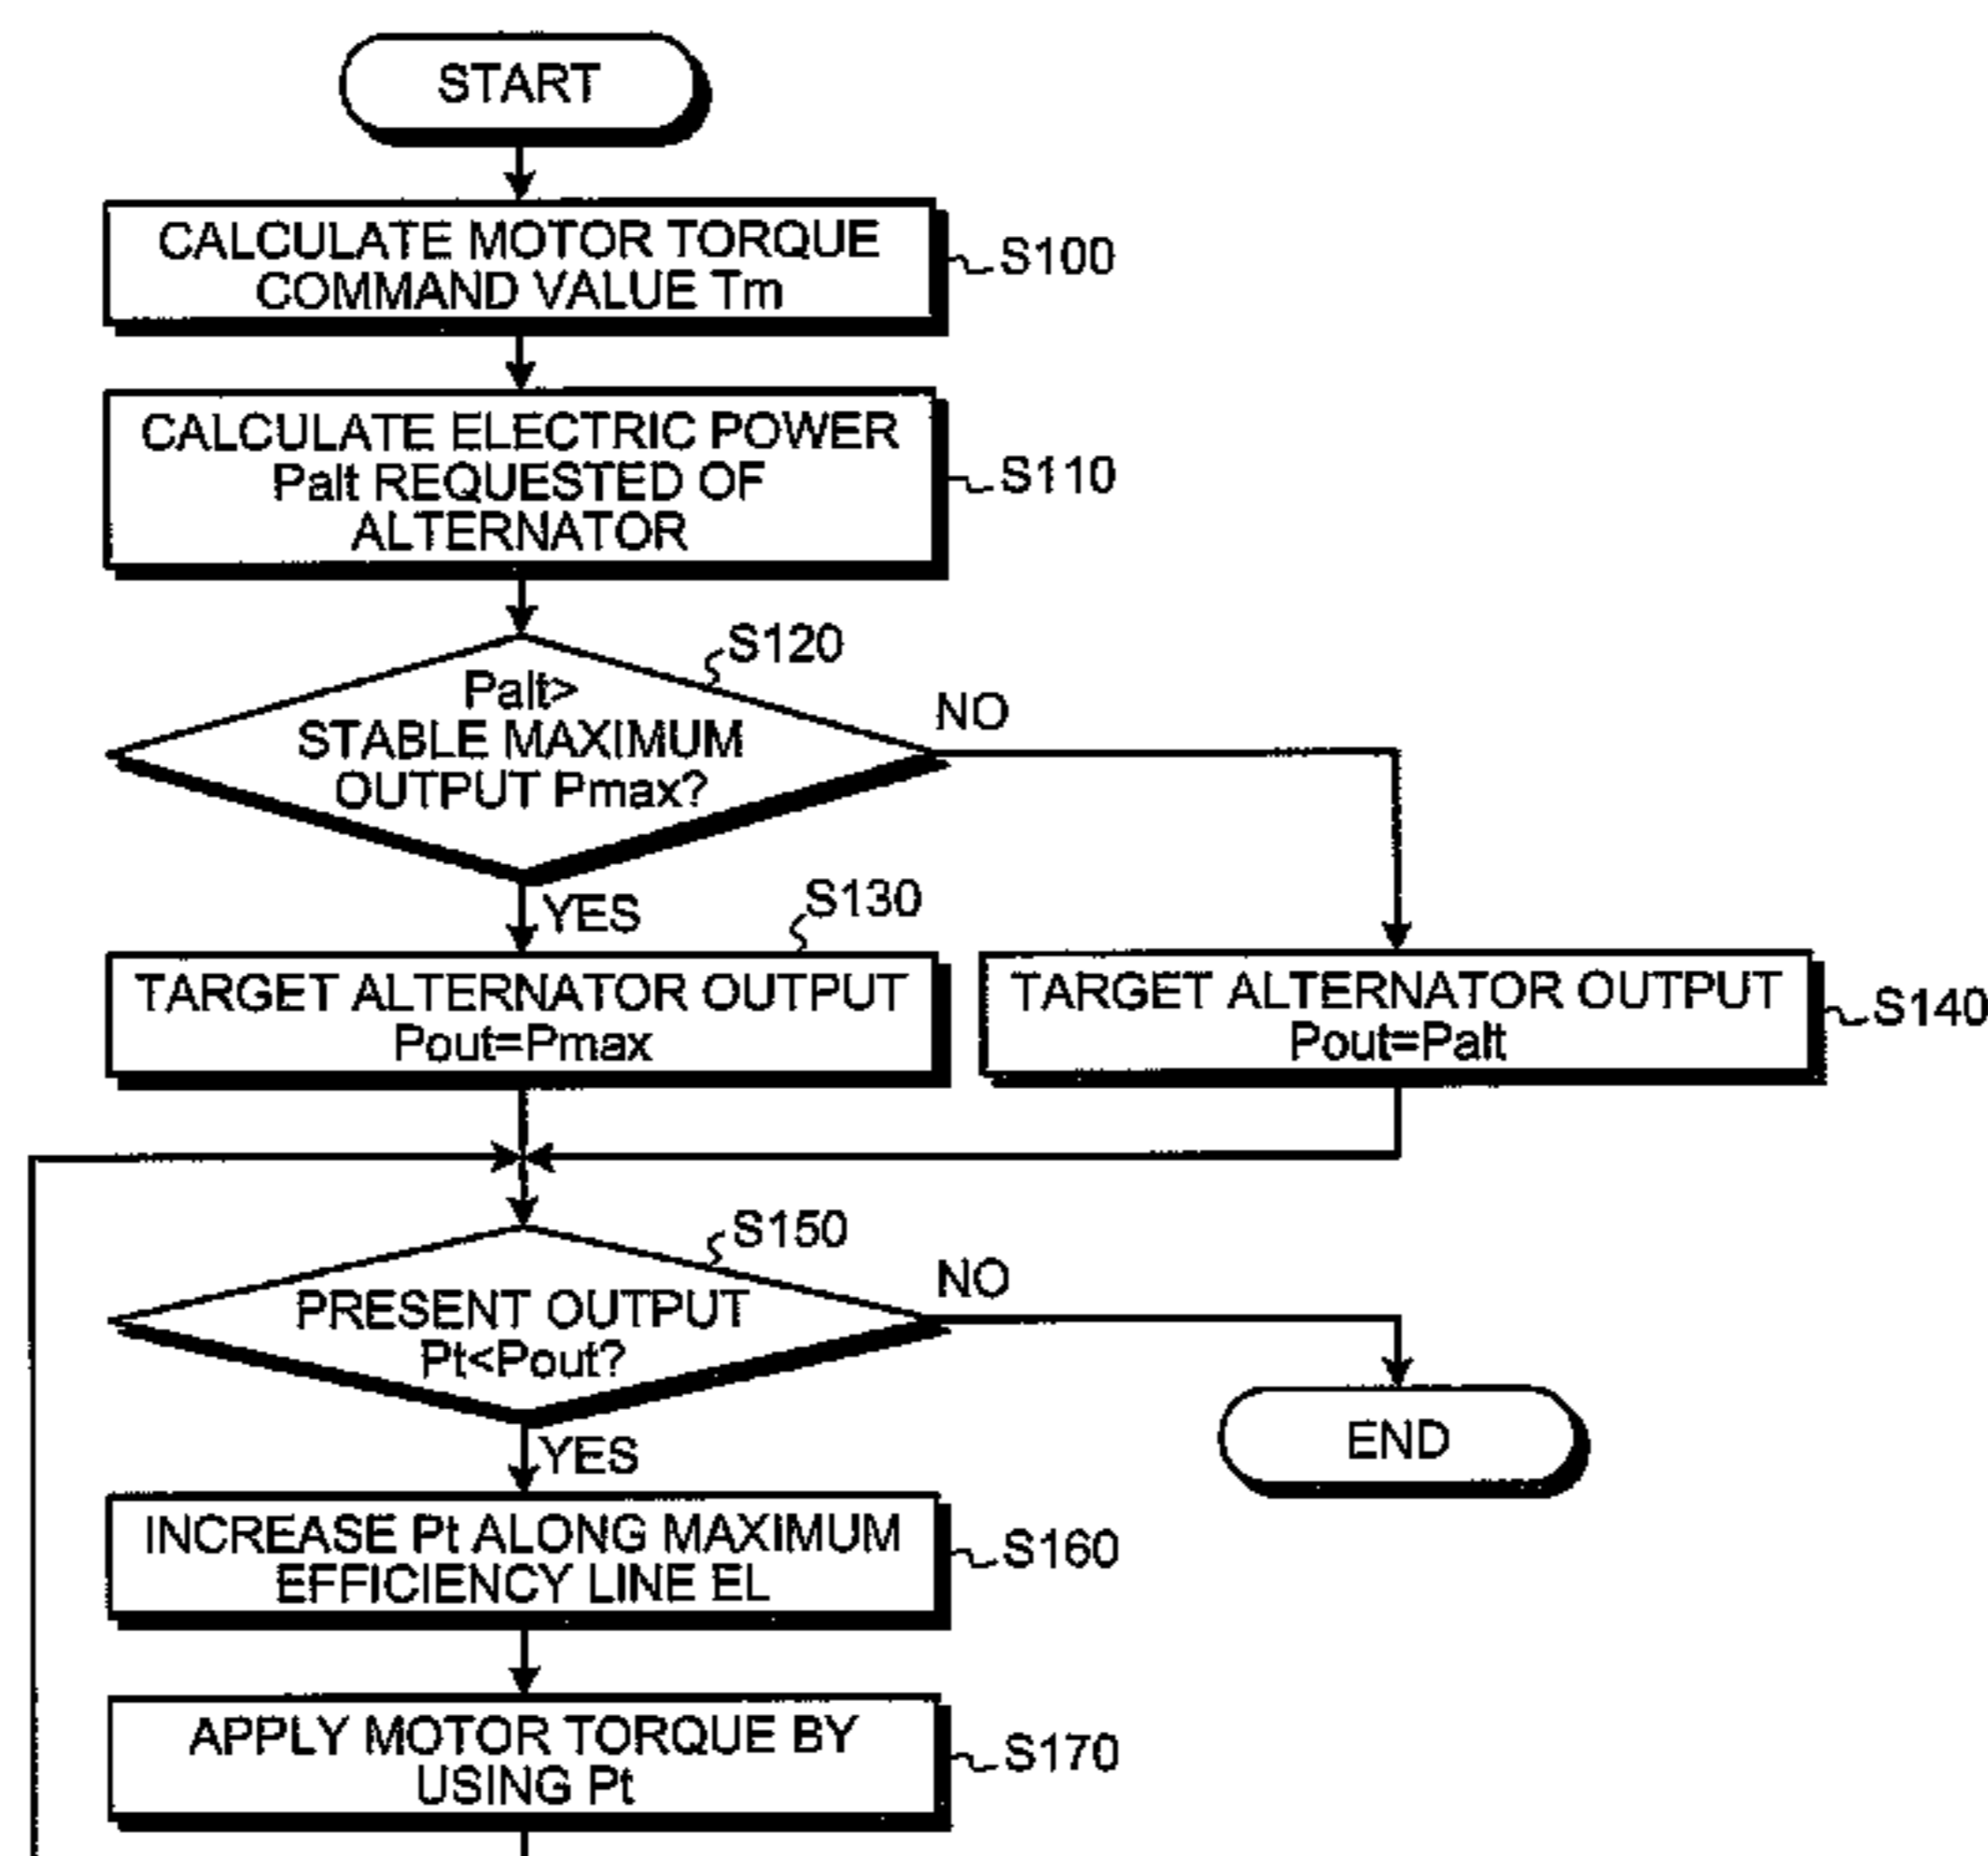 START
CALCULATE MOTOR TORQUE
COMMAND VALUE Tm
S100
CALCULATE ELECTRIC POWER
Palt REQUESTED OF
ALTERNATOR
S110
S120
Palt>
STABLE MAXIMUM
OUTPUT Pmax?
NO
YES
S130
TARGET ALTERNATOR OUTPUT
Pout=Pmax
TARGET ALTERNATOR OUTPUT
Pout=Palt
S140
S150
PRESENT OUTPUT
Pt<Pout?
NO
END
YES
INCREASE Pt ALONG MAXIMUM
EFFICIENCY LINE EL
S160
APPLY MOTOR TORQUE BY
USING Pt
S170